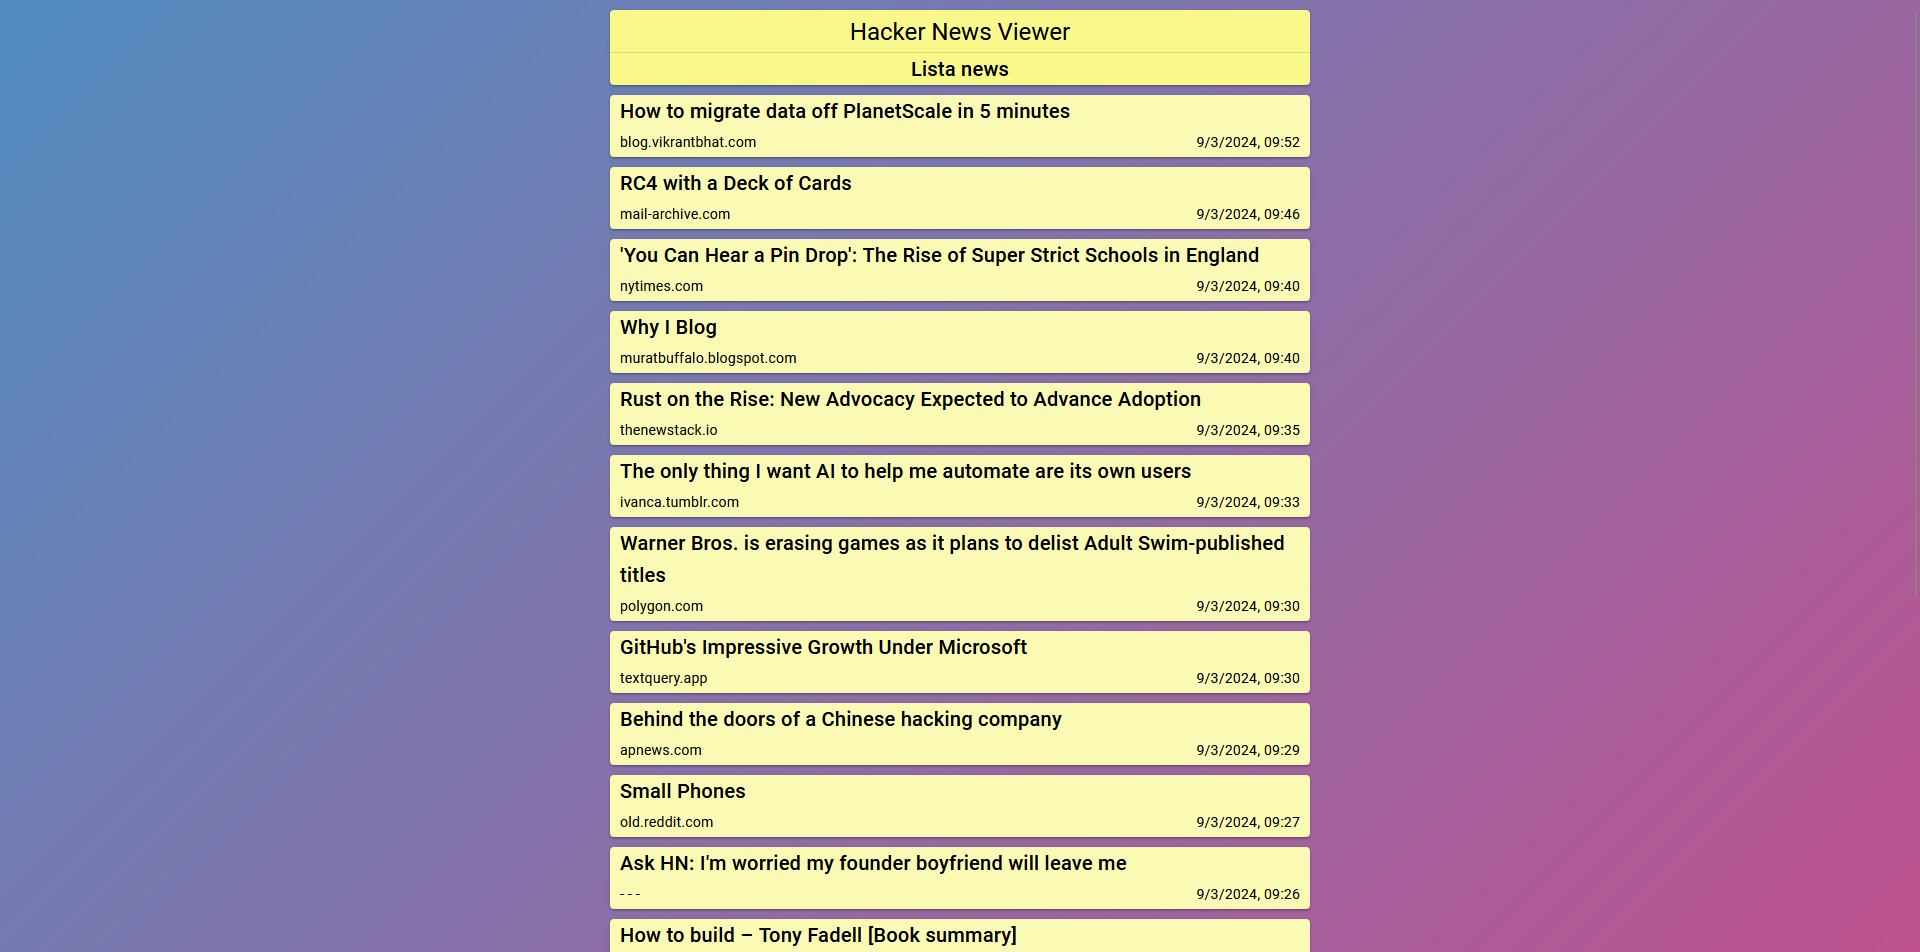 Hacker News Viewer
Lista news
How to migrate data off PlanetScale in 5 minutes
blog.vikrantbhat.com 9/3/2024, 09:52
RC4 with a Deck of Cards
mail-archive.com 9/3/2024, 09:46
'You Can Hear a Pin Drop': The Rise of Super Strict Schools in England
nytimes.com 9/3/2024, 09:40
Why I Blog
muratbuffalo.blogspot.com 9/3/2024, 09:40
Rust on the Rise: New Advocacy Expected to Advance Adoption
thenewstack.io 9/3/2024, 09:35
The only thing I want AI to help me automate are its own users
ivanca.tumblr.com 9/3/2024, 09:33
Warner Bros. is erasing games as it plans to delist Adult Swim-published
titles
polygon.com 9/3/2024, 09:30
GitHub's Impressive Growth Under Microsoft
textquery.app 9/3/2024, 09:30
Behind the doors of a Chinese hacking company
apnews.com 9/3/2024, 09:29
Small Phones
old.reddit.com 9/3/2024, 09:27
Ask HN: I'm worried my founder boyfriend will leave me
- - - 9/3/2024, 09:26
How to build – Tony Fadell [Book summary]